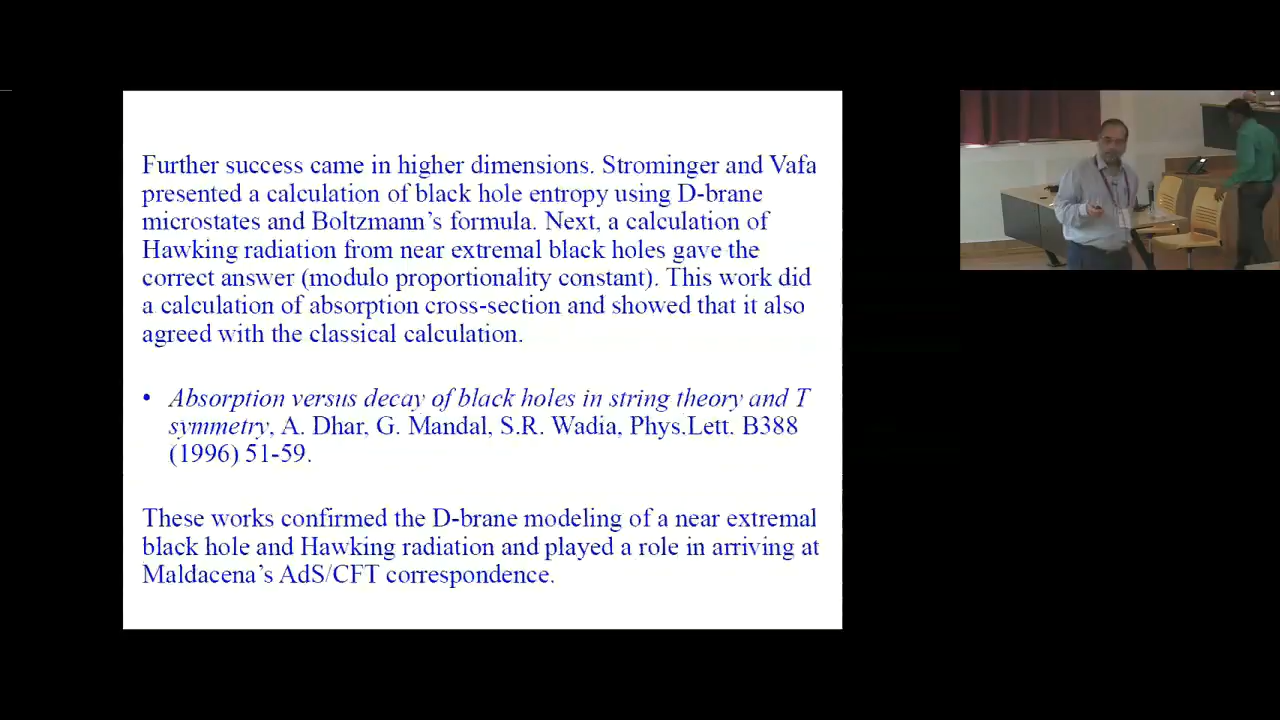 Further success came in higher dimensions. Strominger and Vafa
presented a calculation of black hole entropy using D-brane
microstates and Boltzmann’s formula. Next, a calculation of
Hawking radiation from near extremal black holes gave the
correct answer (modulo proportionality constant). This work did
a calculation of absorption cross-section and showed that it also
agreed with the classical calculation.
• Absorption versus decay of black holes in string theory and T
symmetry, A. Dhar, G. Mandal, S.R. Wadia, Phys.Lett. B388
(1996) 51-59.
These works confirmed the D-brane modeling of a near extremal
black hole and Hawking radiation and played a role in arriving at
Maldacena’s AdS/CFT correspondence.